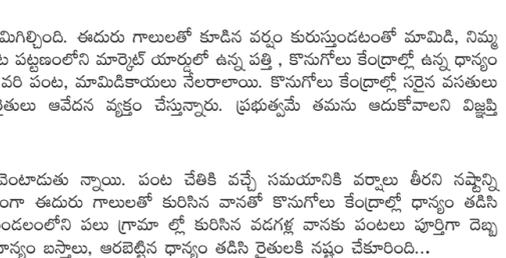 మిగిల్చింది. ఈదురు గాలులతో కూడిన వర్షం కురుస్తుండటంతో మామిడి, నిమ్మ
ట పట్టణంలోని మార్కెట్ యార్డులో ఉన్న పత్తి , కొనుగోలు కేంద్రాల్లో ఉన్న ధాన్యం
వరి పంట, మామిడికాయలు నేలరాలాయి. కొనుగోలు కేంద్రాల్లో సరైన వసతులు
రైతులు ఆవేదన వ్యక్తం చేస్తున్నారు. ప్రభుత్వమే తమను ఆదుకోవాలని విజ్ఞప్తి
వెంటాడుతు న్నాయి. పంట చేతికి వచ్చే సమయానికి వర్షాలు తీరని నష్టాన్ని
ంగా ఈదురు గాలులతో కురిసిన వానతో కొనుగోలు కేంద్రాల్లో ధాన్యం తడిసి
ండలంలోని పలు గ్రామా ల్లో కురిసిన వడగళ్ల వానకు పంటలు పూర్తిగా దెబ్బ
ధాన్యం బస్తాలు, ఆరబెట్టిన ధాన్యం తడిసి రైతులకి నష్టం చేకూరింది...